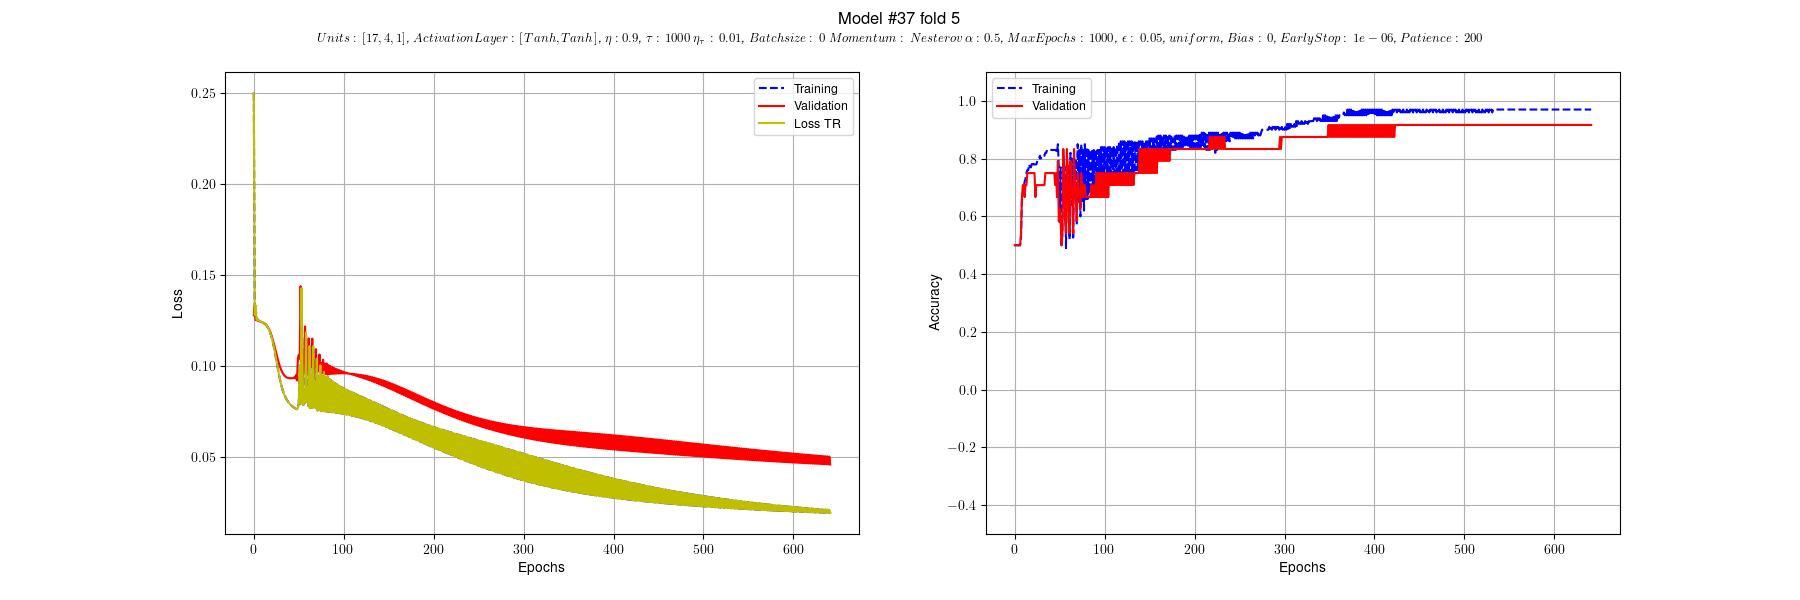 Model #37 fold 5
Units : [17, 4, 1], ActivationLayer : [Tanh, Tanh], η : 0.9, τ : 1000 ητ : 0.01, Batchsize : 0 Momentum : Nesterov α : 0.5, MaxEpochs : 1000, ϵ : 0.05, uniform, Bias : 0, EarlyStop : 1e − 06, Patience : 200
Training
Validation
Loss TR
0.25
0.20
0.15
0.10
0.05
Loss
0 100 200 300 400 500 600
Epochs
Training
Validation
1.0
0.8
0.6
0.4
0.2
0.0
−0.2
−0.4
Accuracy
0 100 200 300 400 500 600
Epochs